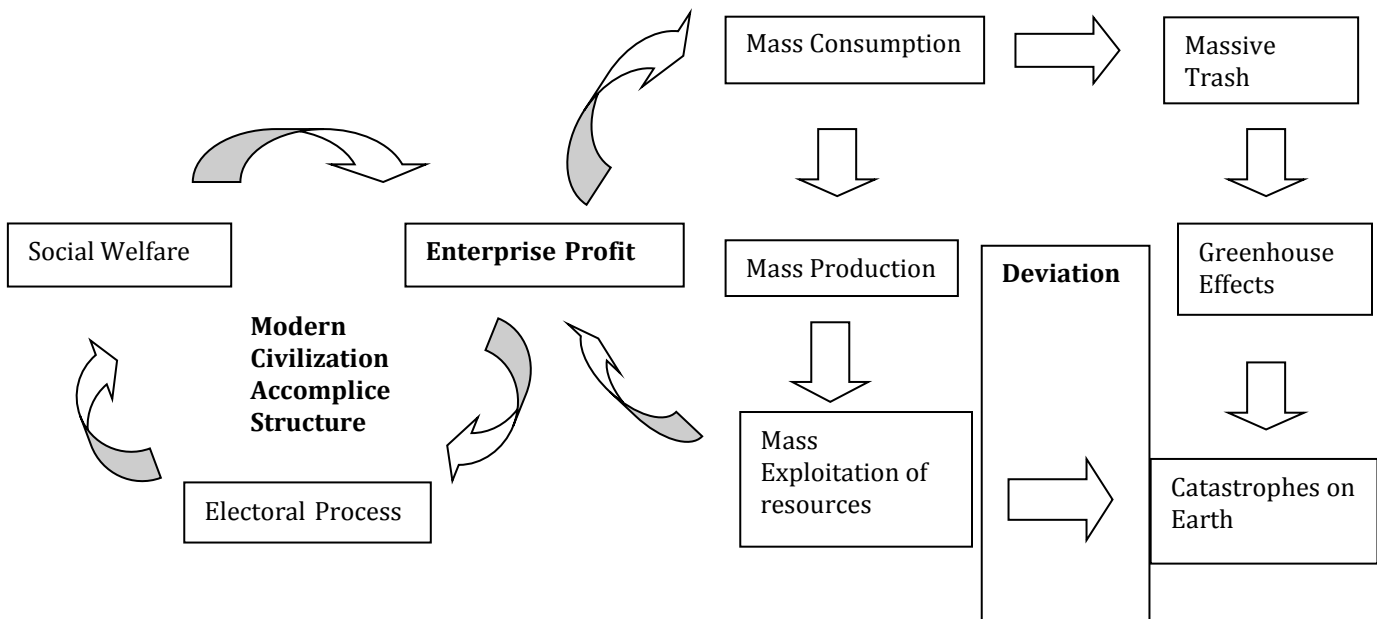 Mass Consumption
Massive
Trash
Social Welfare
Enterprise Profit
Mass Production
Deviation
Greenhouse
Effects
Modern
Civilization
Accomplice
Structure
Mass
Exploitation of
resources
Catastrophes on
Earth
Electoral Process